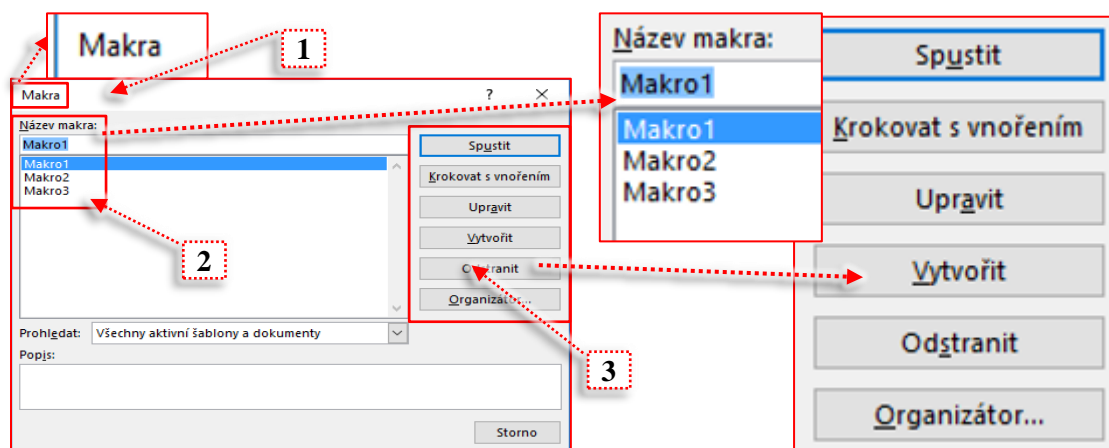 Makra
1
Makra
?
Název makra:
Makro1
Makro1
Makro2
Makro3
2
Spustit
Krokovat s vnořením
Upravit
Vytvořit
Odstranit
Organizátor...
3
Prohledat: Všechny aktivní šablony a dokumenty
Popis:
Storno
Název makra:
Makro1
Makro1
Makro2
Makro3
Spustit
Krokovat s vnořením
Upravit
Vytvořit
Odstranit
Organizátor...